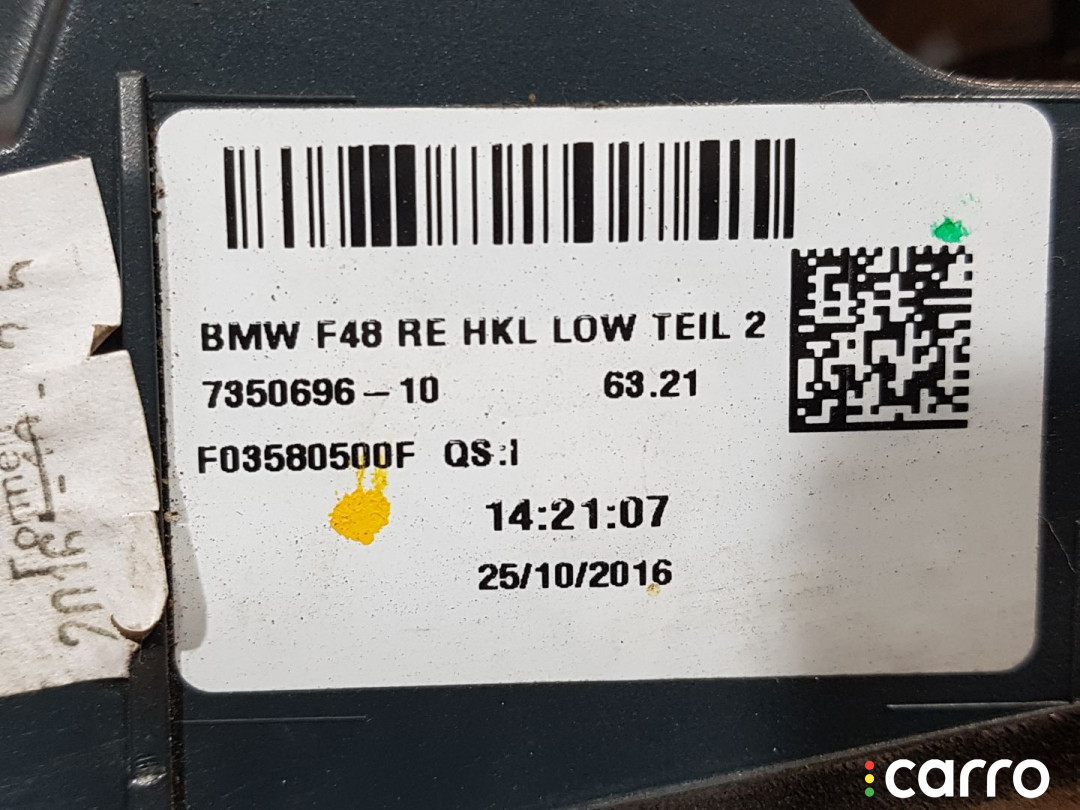 BMW F48 RE HKL LOW TEIL 2
7350696-10 63.21
F03580500F QS:I
14:21:07
25/10/2016
carro